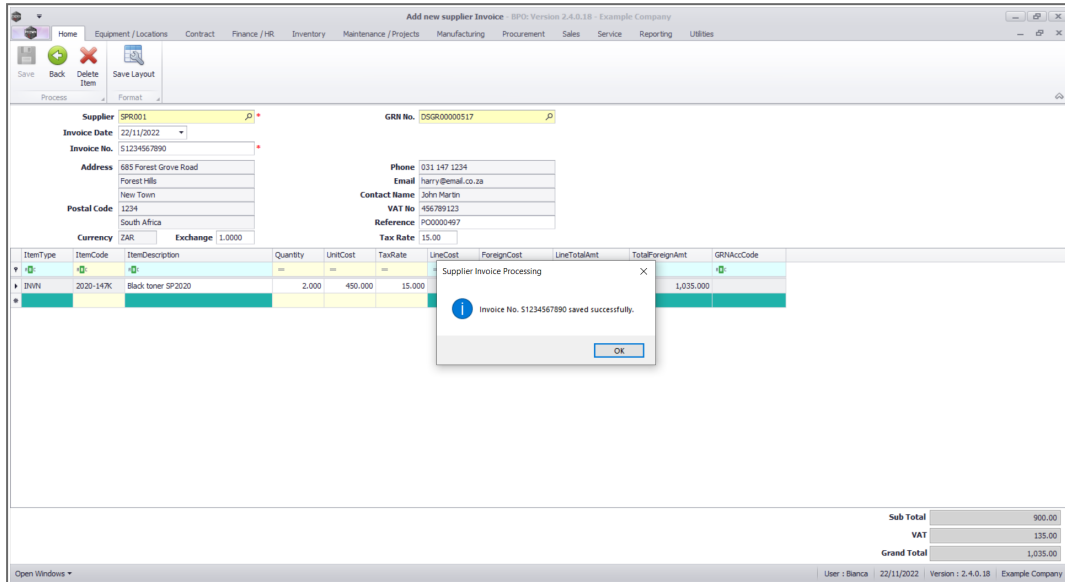 Add new supplier Invoice - BPO: Version 2.4.0.18 - Example Company
Home Equipment / Locations Contract Finance / HR Inventory Maintenance / Projects Manufacturing Procurement Sales Service Reporting Utilities
Save Back Delete Item Save Layout
Process Format
Supplier SPR001 * GRN No. DSGR00000517
Invoice Date 22/11/2022
Invoice No. S1234567890 *
Address 685 Forest Grove Road Phone 031 147 1234
Forest Hills Email harry@email.co.za
New Town Contact Name John Martin
Postal Code 1234 VAT No 456789123
South Africa Reference PO0000497
Currency ZAR Exchange 1.0000 Tax Rate 15.00
ItemType ItemCode ItemDescription Quantity UnitCost TaxRate LineCost ForeignCost LineTotalAmt TotalForeignAmt GRNAccCode
Supplier Invoice Processing
INVN 2020-147K Black toner SP2020 2.000 450.000 15.000 1,035.000
Invoice No. S1234567890 saved successfully.
OK
Sub Total 900.00
VAT 135.00
Grand Total 1,035.00
Open Windows User : Bianca 22/11/2022 Version : 2.4.0.18 Example Company